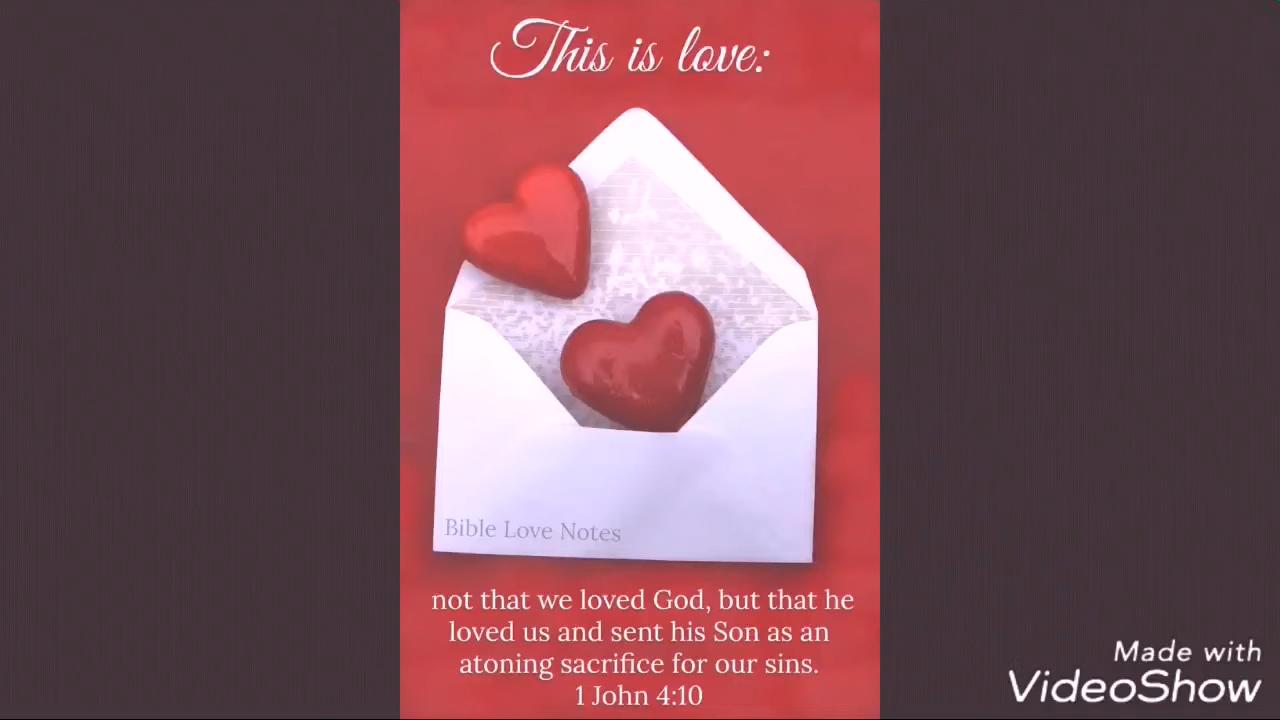 This is love:
Bible Love Notes
not that we loved God, but that he
loved us and sent his Son as an
atoning sacrifice for our sins.
1 John 4:10
Made with
VideoShow